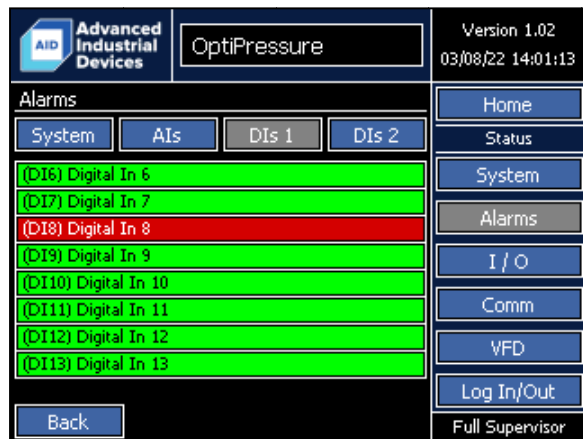 AID
Advanced
Industrial
Devices
OptiPressure
Version 1.02
03/08/22 14:01:13
Alarms
System AIs DIs 1 DIs 2
(DI6) Digital In 6
(DI7) Digital In 7
(DI8) Digital In 8
(DI9) Digital In 9
(DI10) Digital In 10
(DI11) Digital In 11
(DI12) Digital In 12
(DI13) Digital In 13
Back
Home
Status
System
Alarms
I / O
Comm
VFD
Log In/Out
Full Supervisor